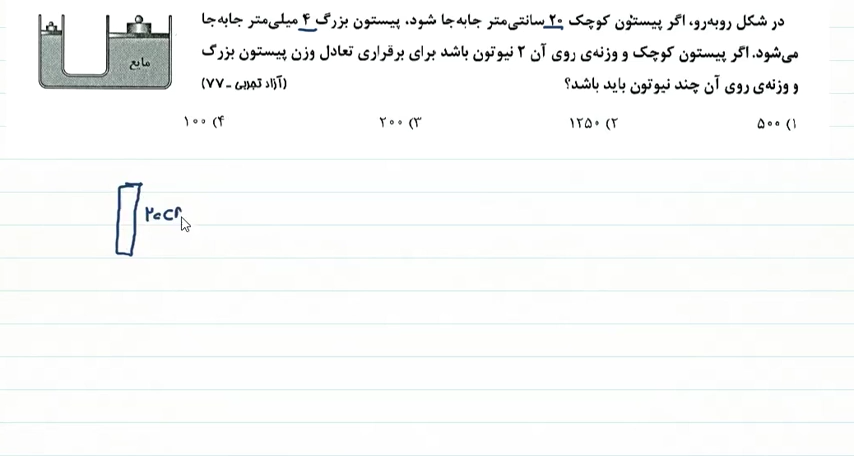 در شکل روبه‌رو، اگر پیستون کوچک ۲۰ سانتی‌متر جابه‌جا شود، پیستون بزرگ ۴ میلی‌متر جابه‌جا
می‌شود. اگر پیستون کوچک و وزنه‌ی روی آن ۲ نیوتون باشد برای برقراری تعادل وزن پیستون بزرگ
و وزنه‌ی روی آن چند نیوتون باید باشد؟ (آزاد تجربی ـ ۷۷)
مایع
۱) ۵۰۰ ۲) ۱۲۵۰ ۳) ۲۰۰ ۴) ۱۰۰
۲۰cm